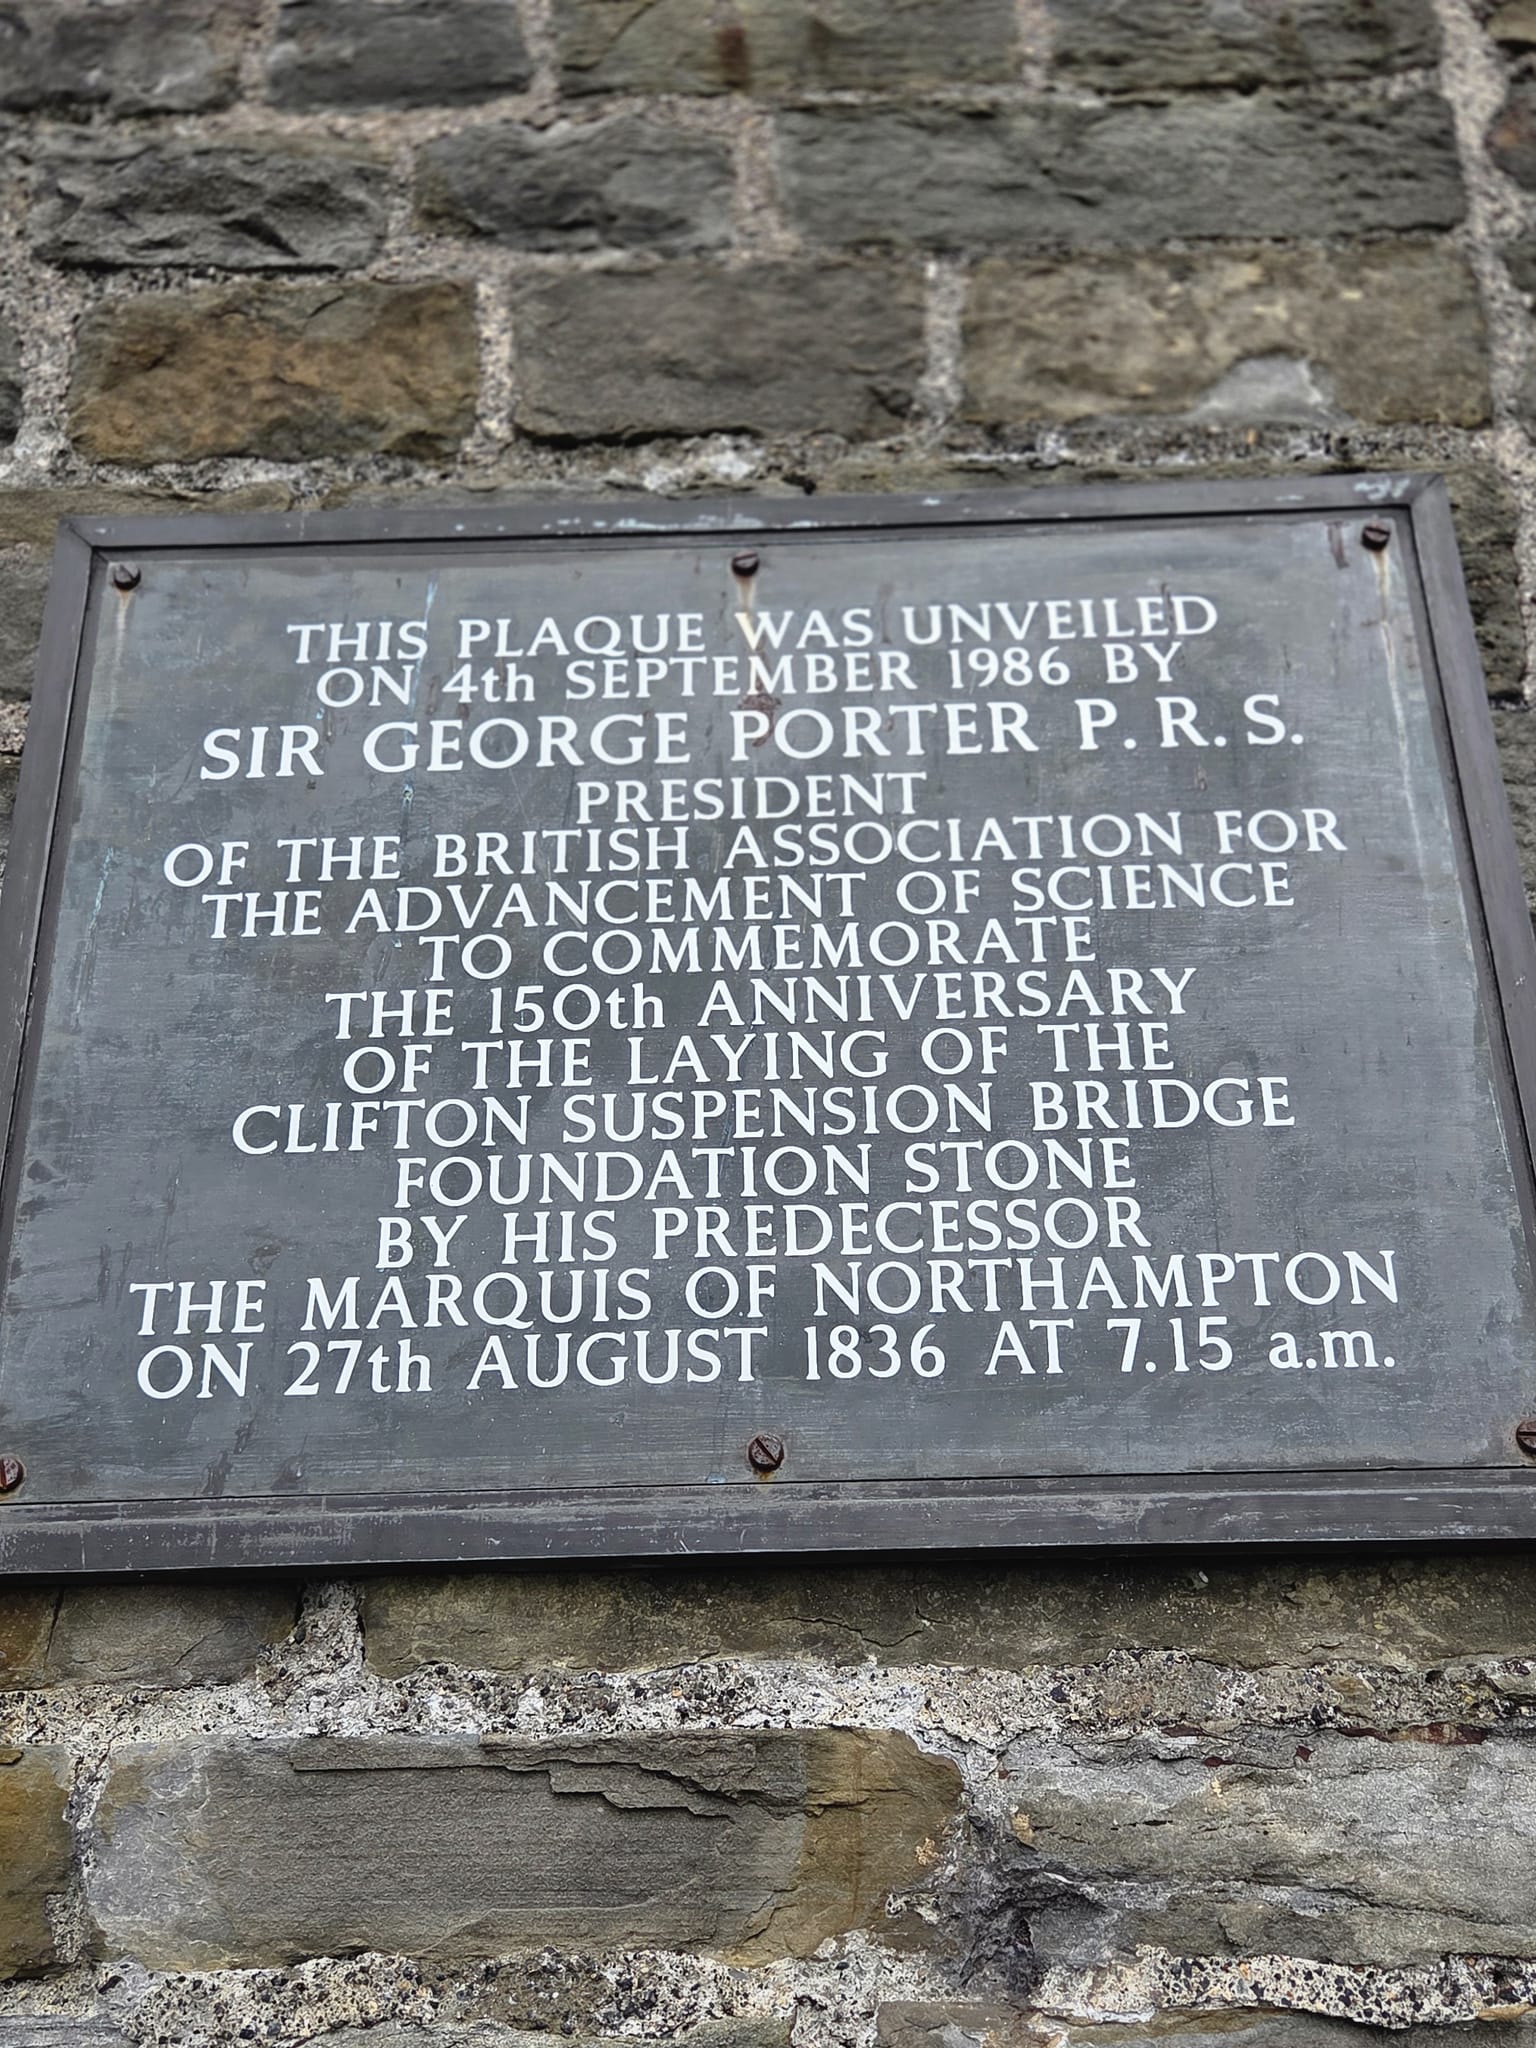 THIS PLAQUE WAS UNVEILED
ON 4th SEPTEMBER 1986 BY
SIR GEORGE PORTER P.R.S.
PRESIDENT
OF THE BRITISH ASSOCIATION FOR
THE ADVANCEMENT OF SCIENCE
TO COMMEMORATE
THE 150th ANNIVERSARY
OF THE LAYING OF THE
CLIFTON SUSPENSION BRIDGE
FOUNDATION STONE
BY HIS PREDECESSOR
THE MARQUIS OF NORTHAMPTON
ON 27th AUGUST 1836 AT 7.15 a.m.